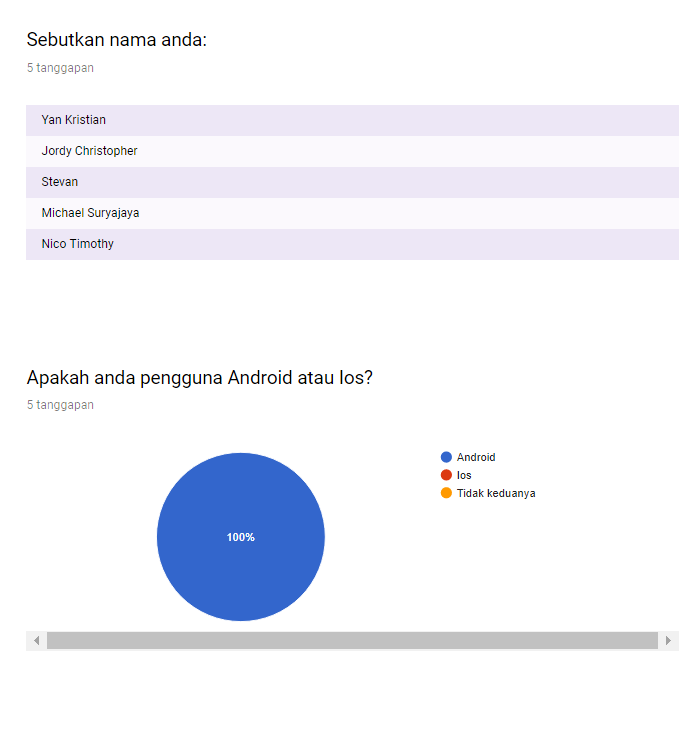 Sebutkan nama anda:
5 tanggapan
Yan Kristian
Jordy Christopher
Stevan
Michael Suryajaya
Nico Timothy
Apakah anda pengguna Android atau Ios?
5 tanggapan
Android
Ios
Tidak keduanya
100%